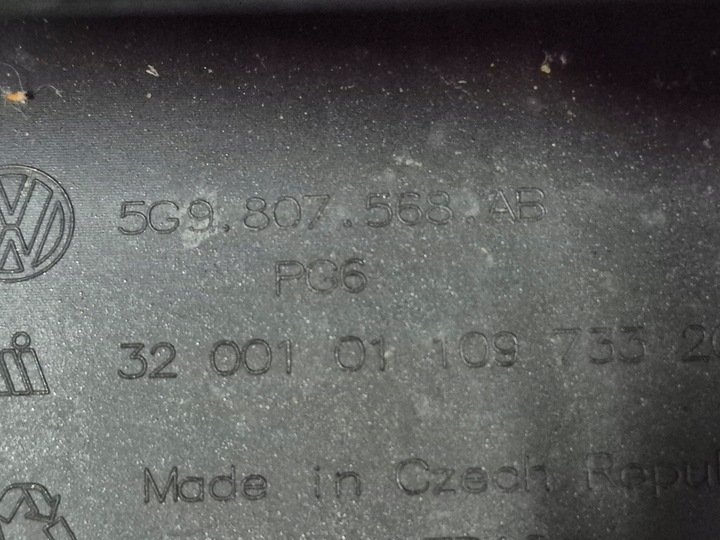 5G9.807.568.AB
PG6
32 001 01 109 733
Made in Czech